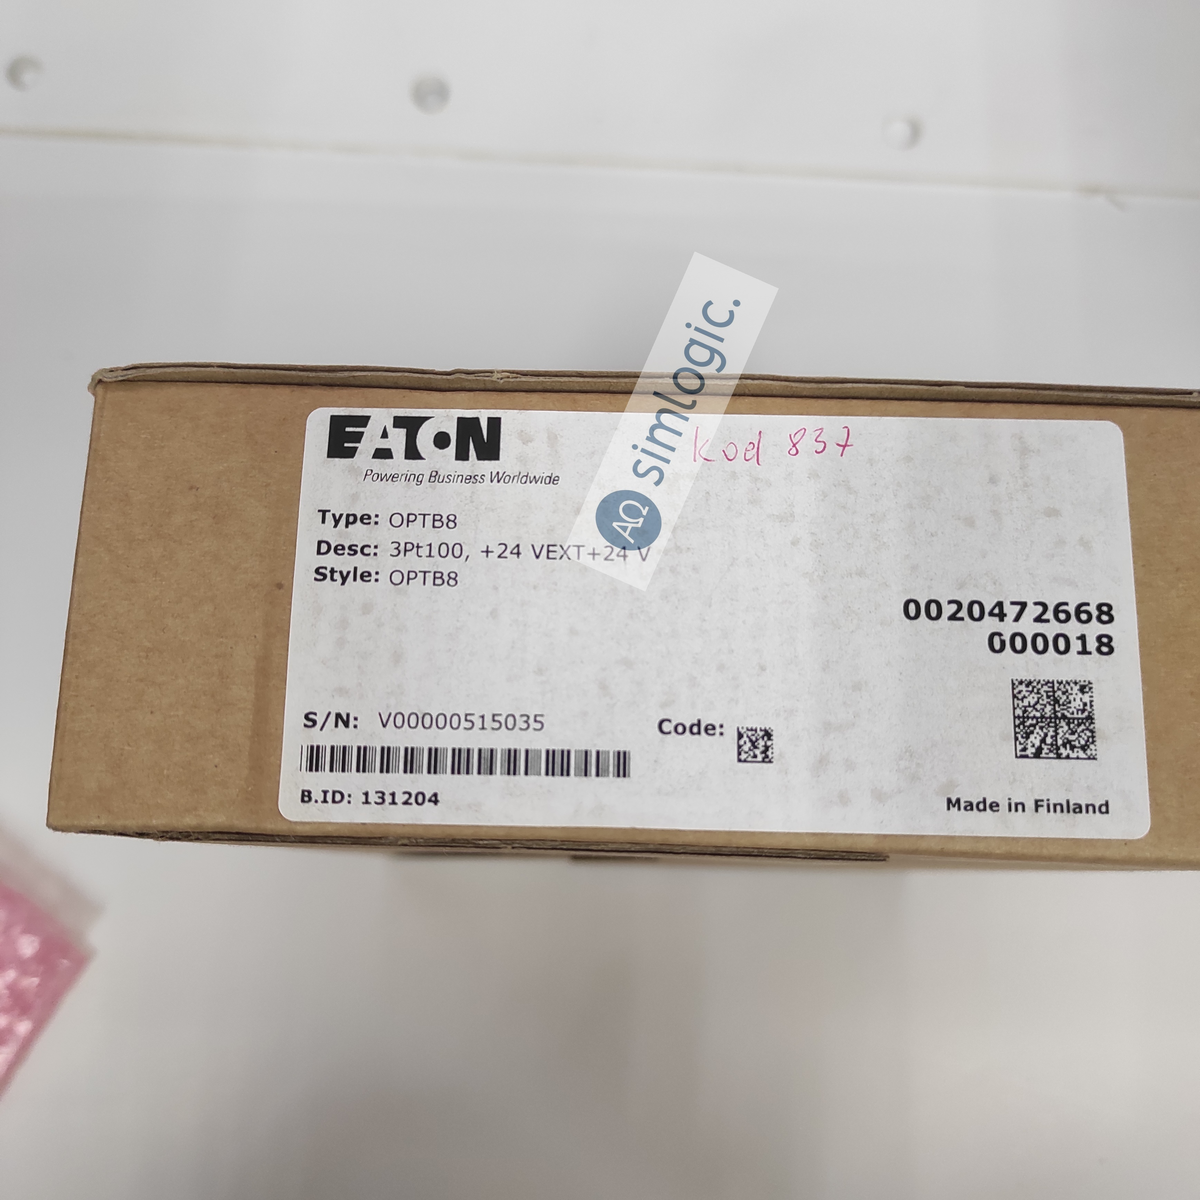 EATON
Powering Business Worldwide
kod 837
AQ simlogic.
Type: OPTB8
Desc: 3Pt100, +24 VEXT+24 V
Style: OPTB8
0020472668
000018
S/N: V00000515035
Code:
B.ID: 131204
Made in Finland